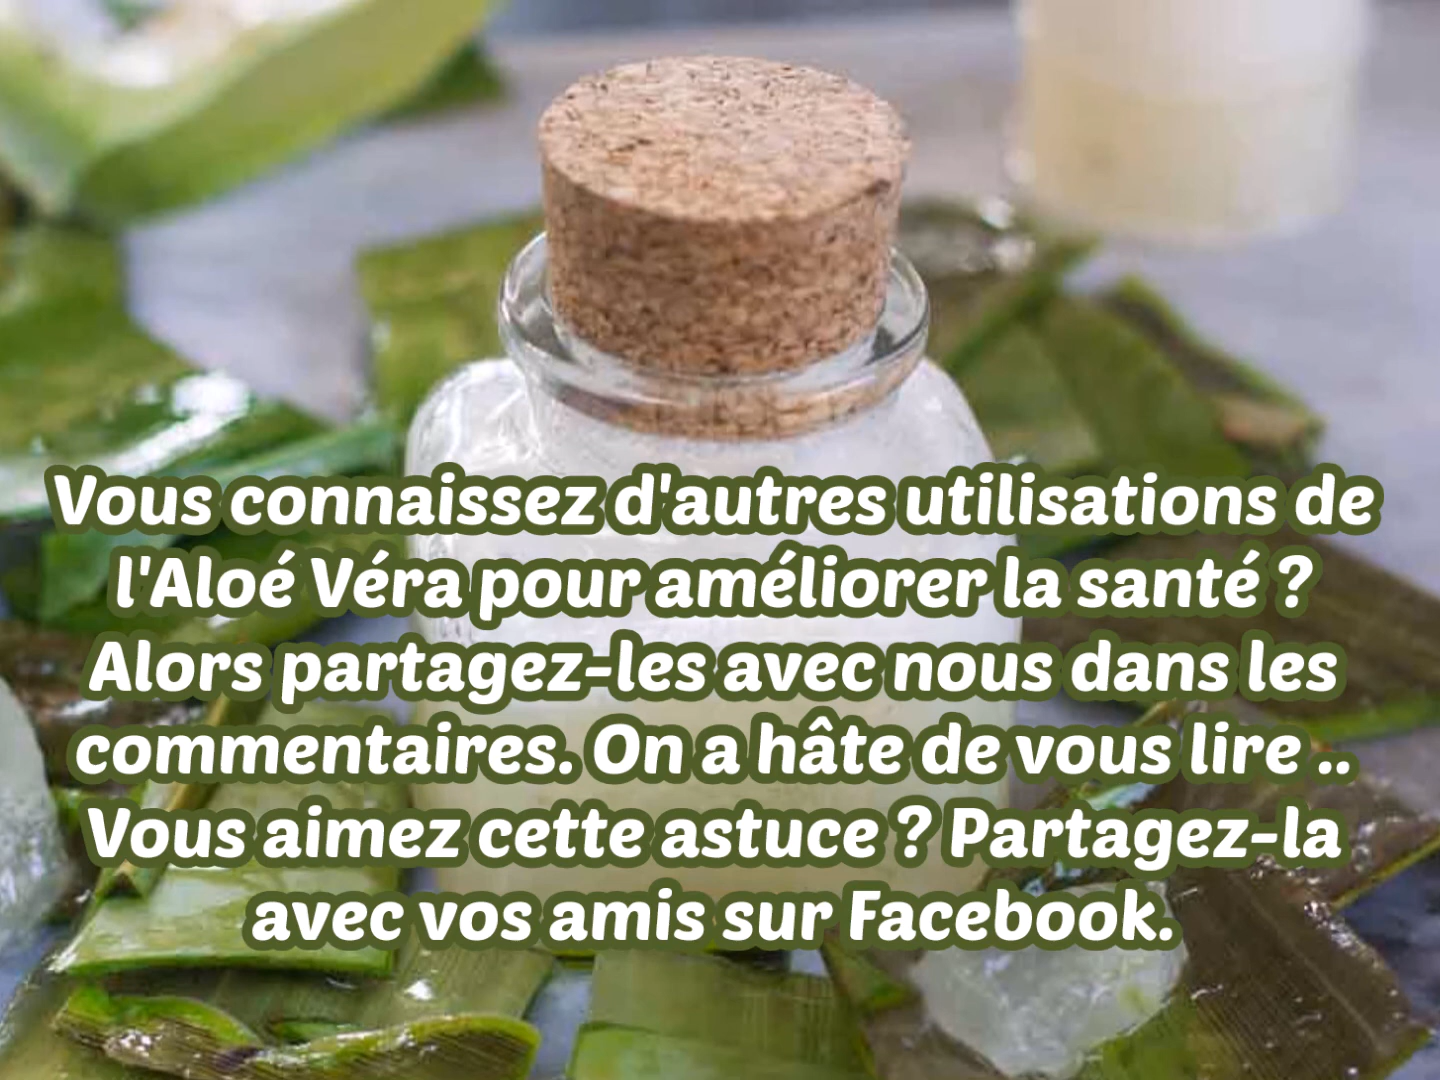 Vous connaissez d'autres utilisations de
l'Aloé Véra pour améliorer la santé ?
Alors partagez-les avec nous dans les
commentaires. On a hâte de vous lire ..
Vous aimez cette astuce ? Partagez-la
avec vos amis sur Facebook.